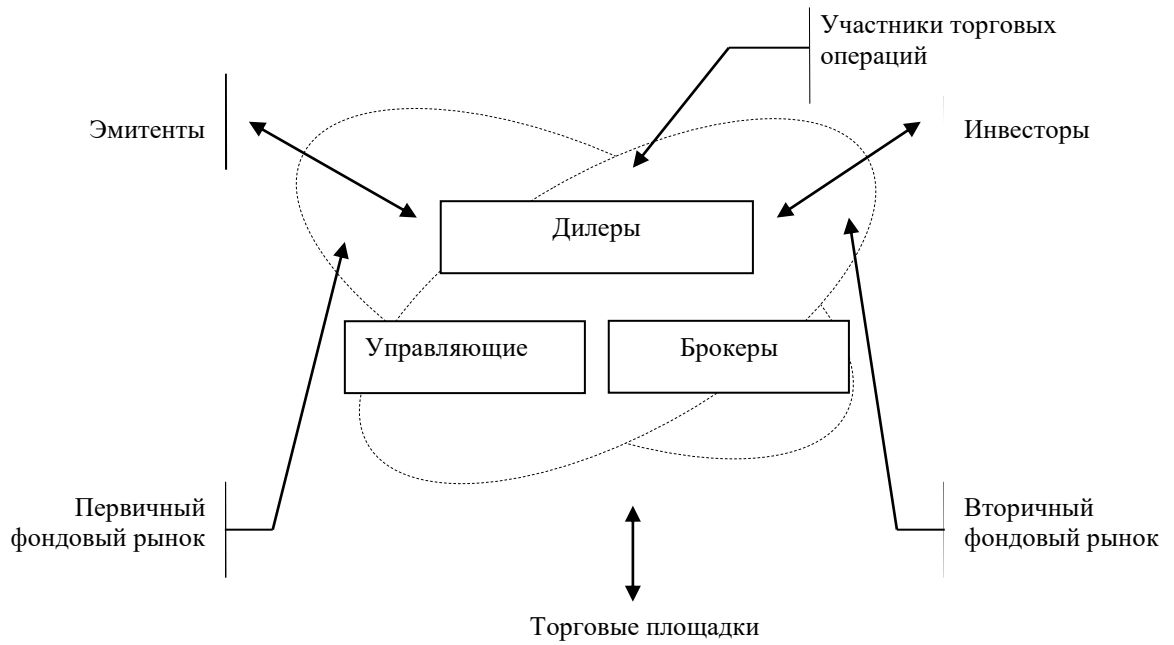 Участники торговых
операций
Эмитенты
Инвесторы
Дилеры
Управляющие
Брокеры
Первичный
фондовый рынок
Вторичный
фондовый рынок
Торговые площадки